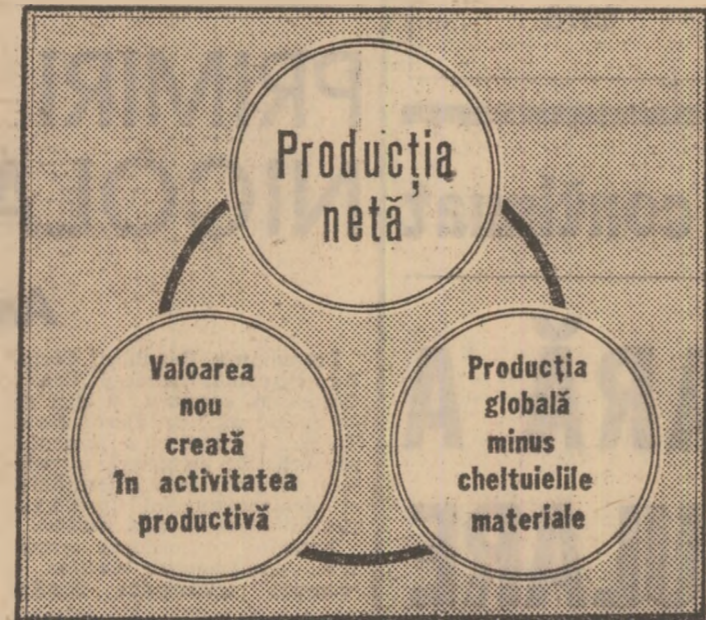 Producția
netă
Valoarea
nou
creată
în activitatea
productivă
Producția
globală
minus
cheltuielile
materiale